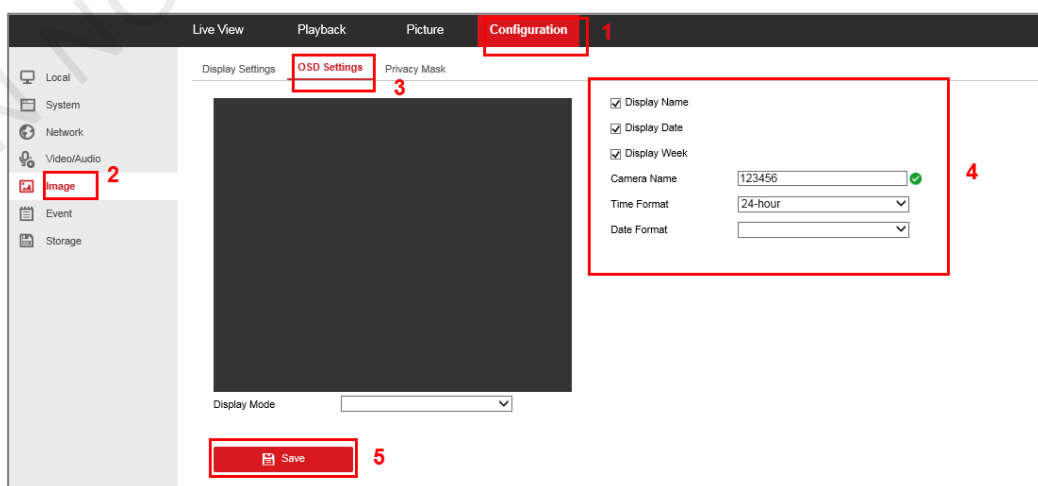 Live View Playback Picture Configuration 1
Display Settings OSD Settings Privacy Mask
3
Local
System
Network
Video/Audio
Image 2
Event
Storage
Display Name
Display Date
Display Week
Camera Name 123456
4
Time Format 24-hour
Date Format
Display Mode
Save 5